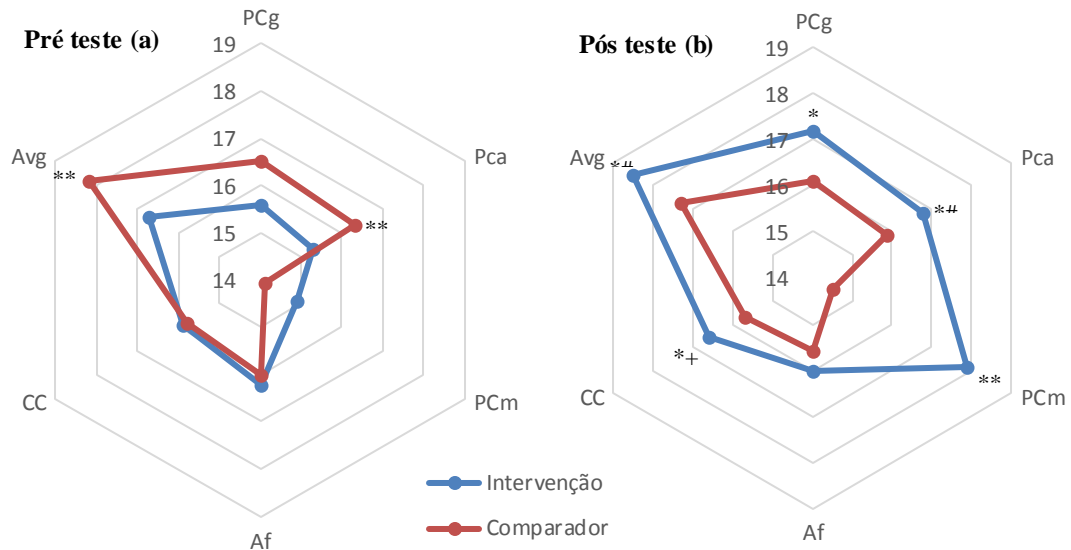 Pré teste (a)
PCg
19
18
17
16
15
14
Avg
**
Pca
**
CC
PCm
Af
Pós teste (b)
PCg
19
18
17
16
15
14
*
Avg
*#
Pca
*#
*+
**
CC
PCm
Af
Intervenção
Comparador